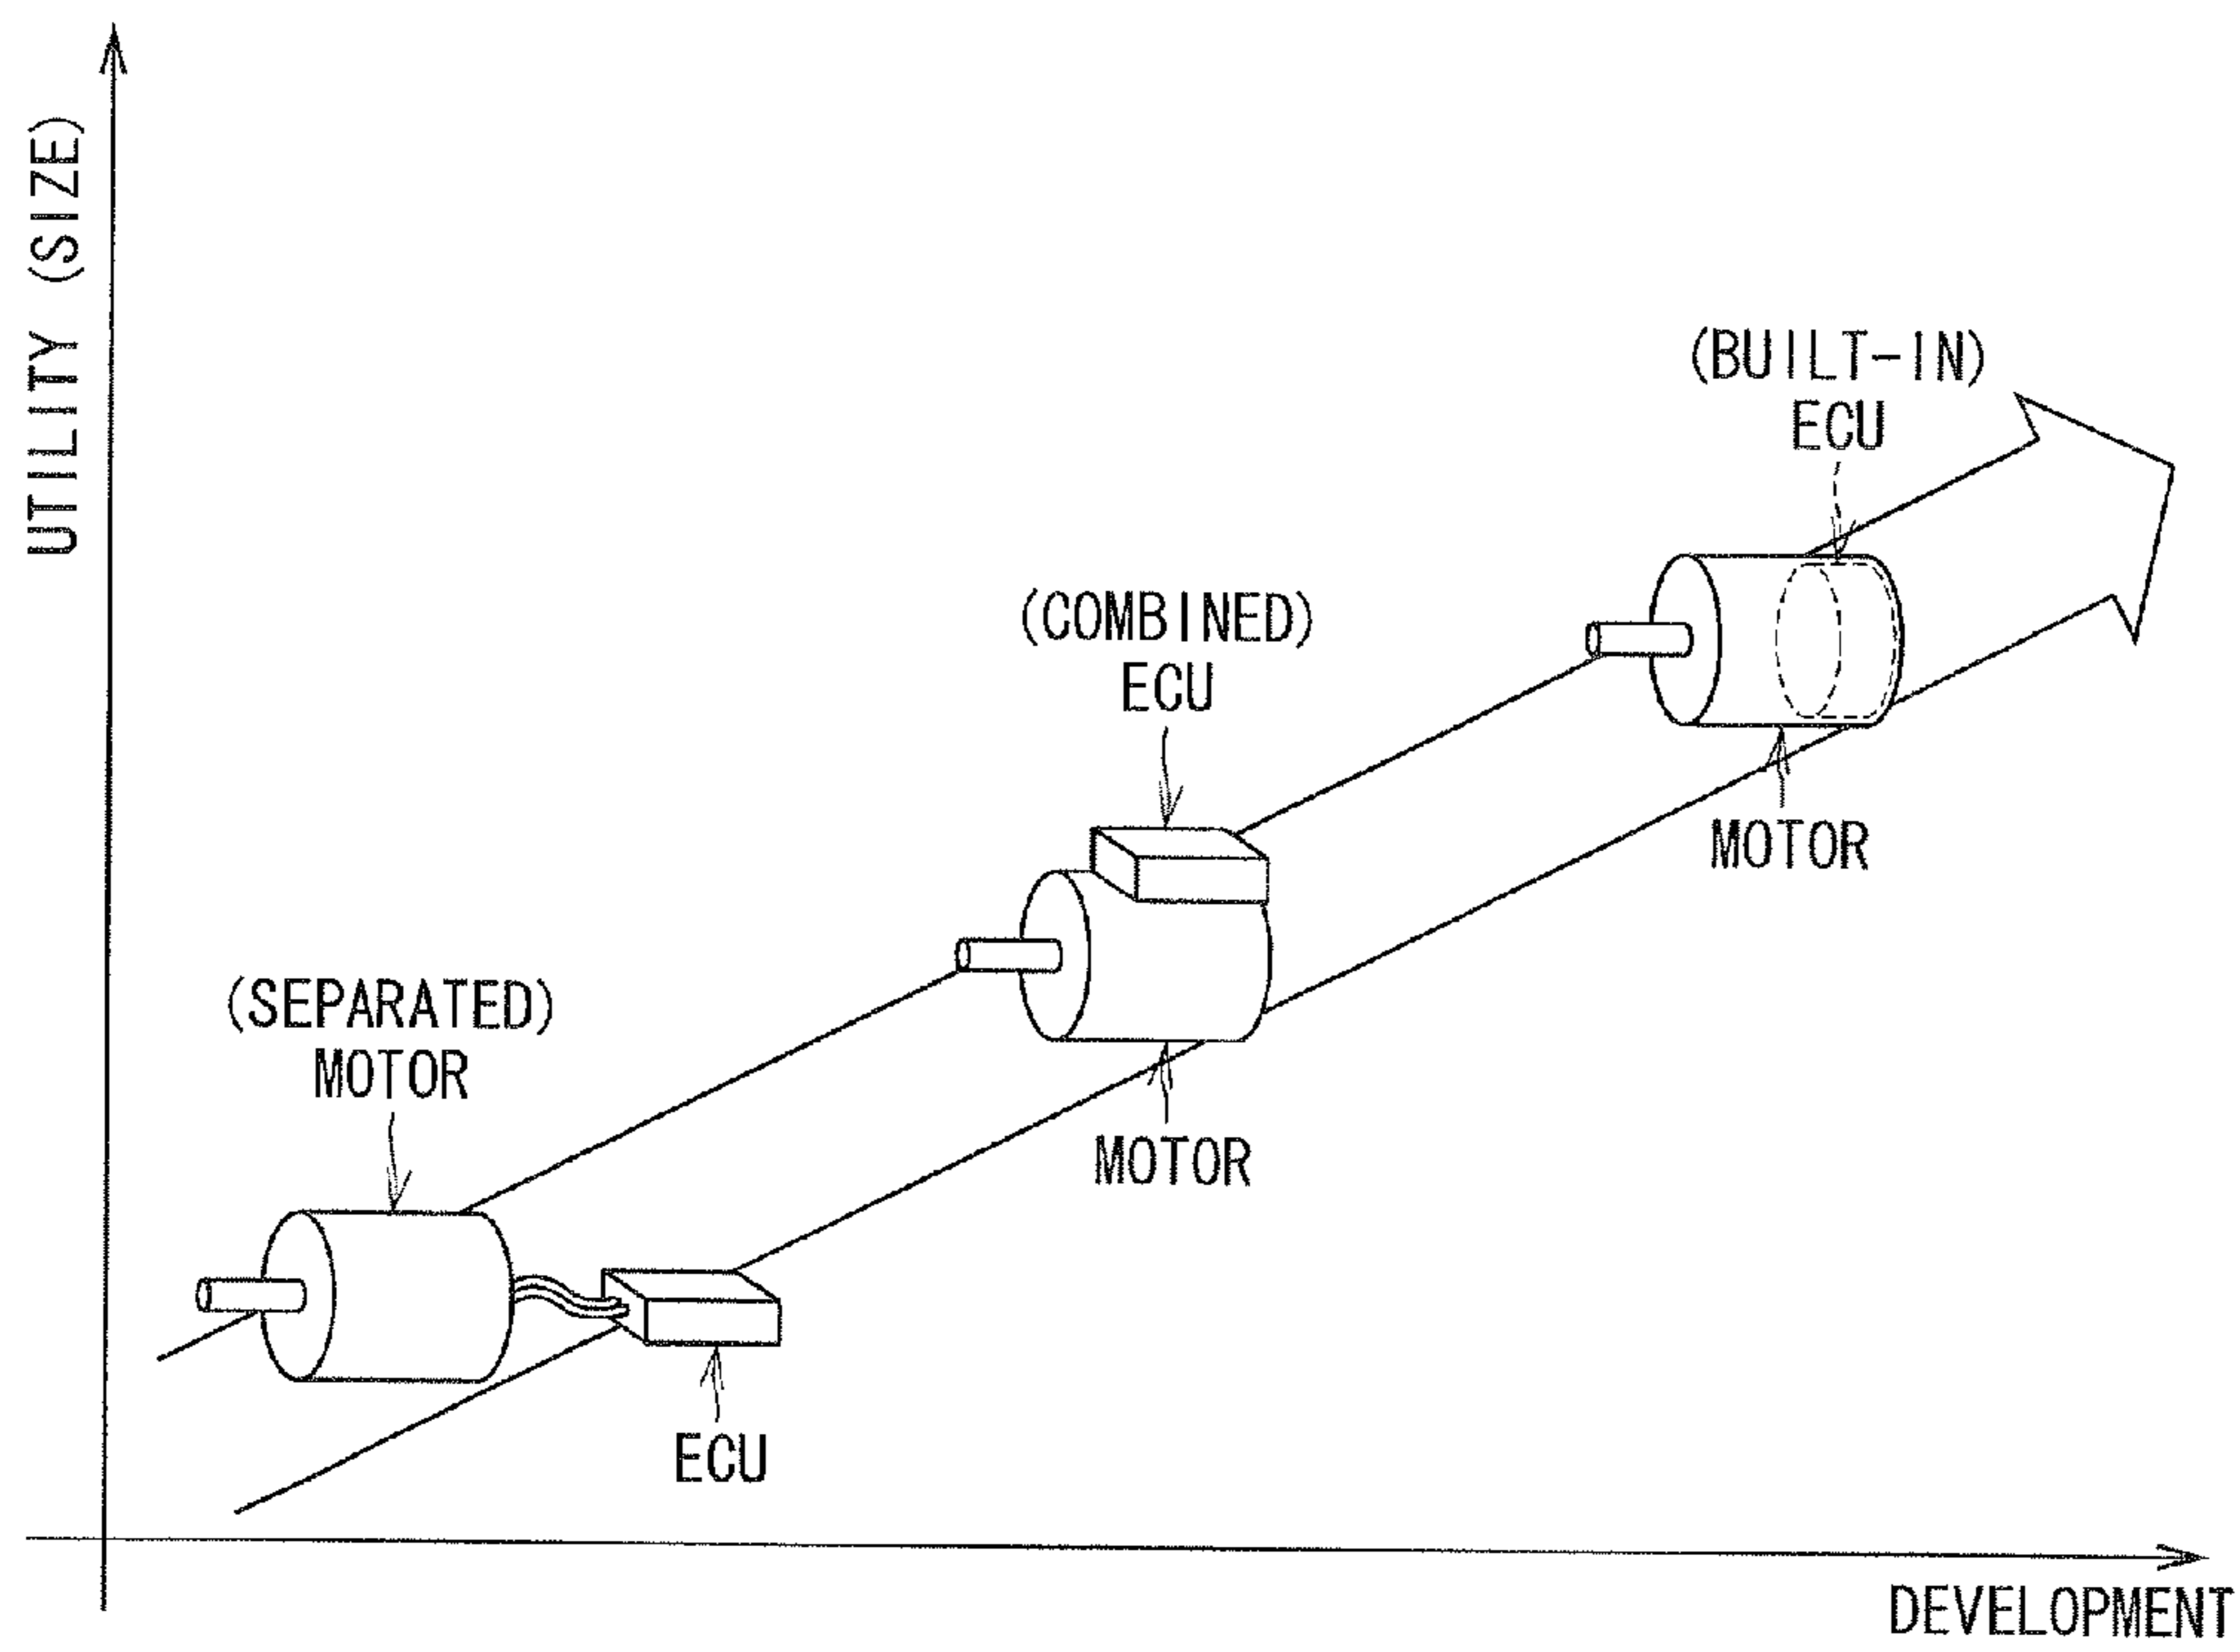 UTILITY (SIZE)
(BUILT-IN)
ECU
(COMBINED)
ECU
MOTOR
(SEPARATED)
MOTOR
MOTOR
ECU
DEVELOPMENT